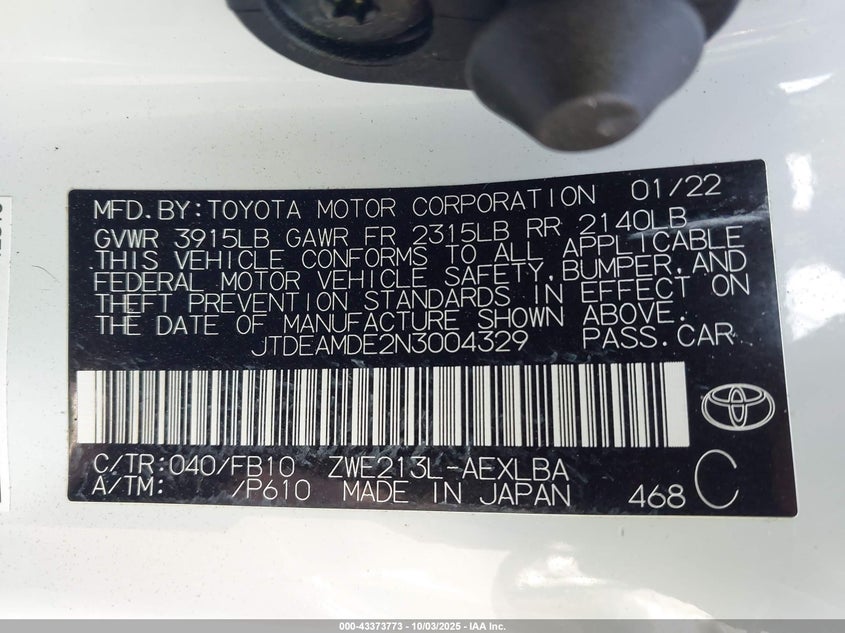 MFD.BY:TOYOTA MOTOR CORPORATION 01/22
GVWR 3915LB GAWR FR 2315LB RR 2140LB
THIS VEHICLE CONFORMS TO ALL APPLICABLE
FEDERAL MOTOR VEHICLE SAFETY,BUMPER,AND
THEFT PREVENTION STANDARDS IN EFFECT ON
THE DATE OF MANUFACTURE SHOWN ABOVE.
JTDEAMDE2N3004329 PASS.CAR
C/TR:040/FB10 ZWE213L-AEXLBA
A/TM: /P610 MADE IN JAPAN 468 C
000-43373773 - 10/03/2025 - IAA Inc.